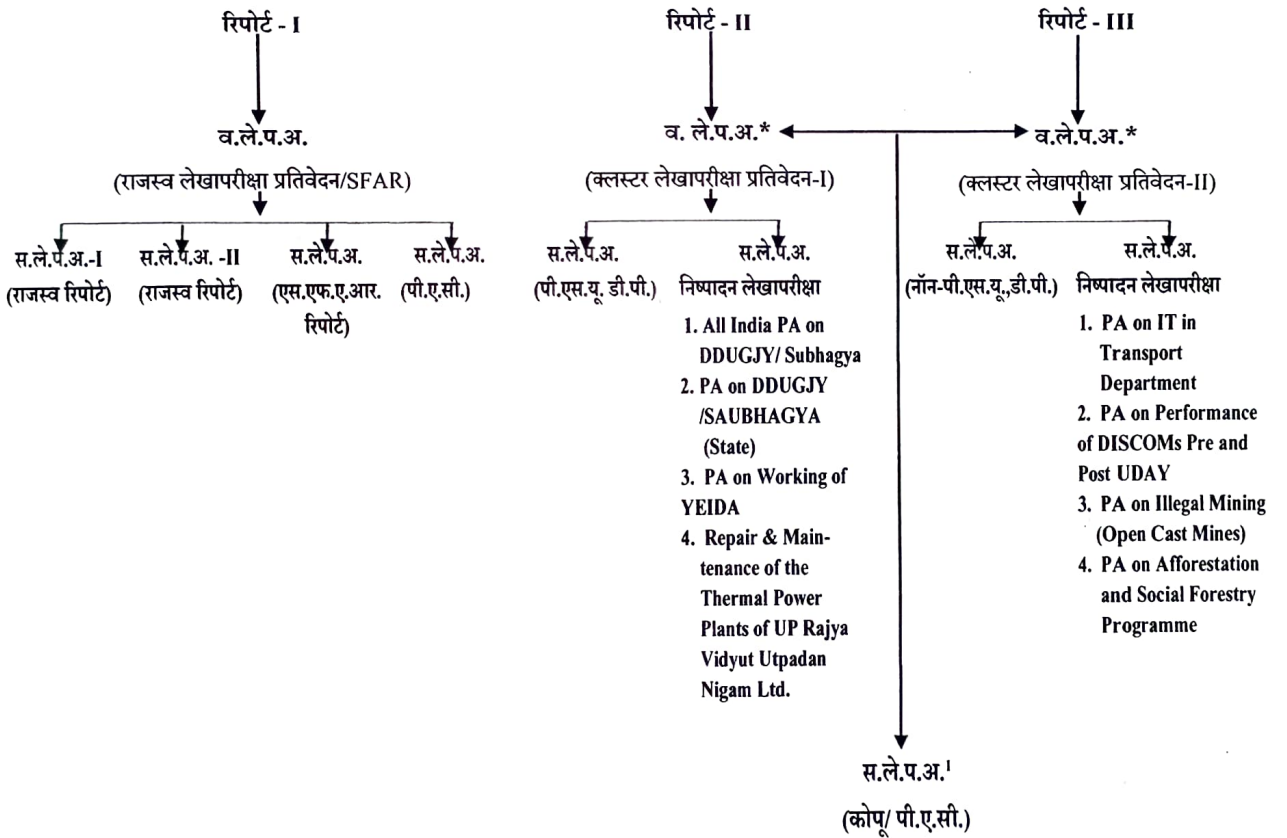 रिपोर्ट - I
रिपोर्ट - II
रिपोर्ट - III
व.ले.प.अ.
(राजस्व लेखापरीक्षा प्रतिवेदन/SFAR)
व. ले.प.अ.*
(क्लस्टर लेखापरीक्षा प्रतिवेदन-I)
व.ले.प.अ.*
(क्लस्टर लेखापरीक्षा प्रतिवेदन-II)
स.ले.प.अ.-I
(राजस्व रिपोर्ट)
स.ले.प.अ. -II
(राजस्व रिपोर्ट)
स.ले.प.अ.
(एस.एफ.ए.आर.
रिपोर्ट)
स.ले.प.अ.
(पी.ए.सी.)
स.ले.प.अ.
(पी.एस.यू. डी.पी.)
स.ले.प.अ.
निष्पादन लेखापरीक्षा
1. All India PA on
DDUGJY/ Subhagya
2. PA on DDUGJY
/SAUBHAGYA
(State)
3. PA on Working of
YEIDA
4. Repair & Main-
tenance of the
Thermal Power
Plants of UP Rajya
Vidyut Utpadan
Nigam Ltd.
स.ले.प.अ.
(नॉन-पी.एस.यू.,डी.पी.)
स.ले.प.अ.
निष्पादन लेखापरीक्षा
1. PA on IT in
Transport
Department
2. PA on Performance
of DISCOMs Pre and
Post UDAY
3. PA on Illegal Mining
(Open Cast Mines)
4. PA on Afforestation
and Social Forestry
Programme
स.ले.प.अ.¹
(कोपू/ पी.ए.सी.)